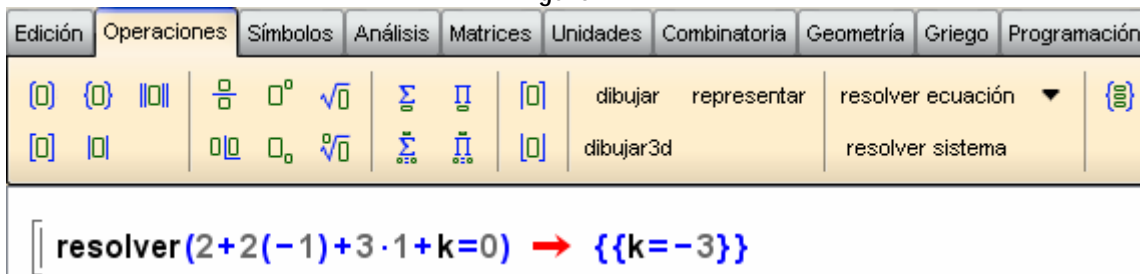 Edición Operaciones Símbolos Análisis Matrices Unidades Combinatoria Geometría Griego Programación
dibujar representar resolver ecuación
dibujar3d resolver sistema
resolver(2+2(−1)+3·1+k=0) → {{k=−3}}